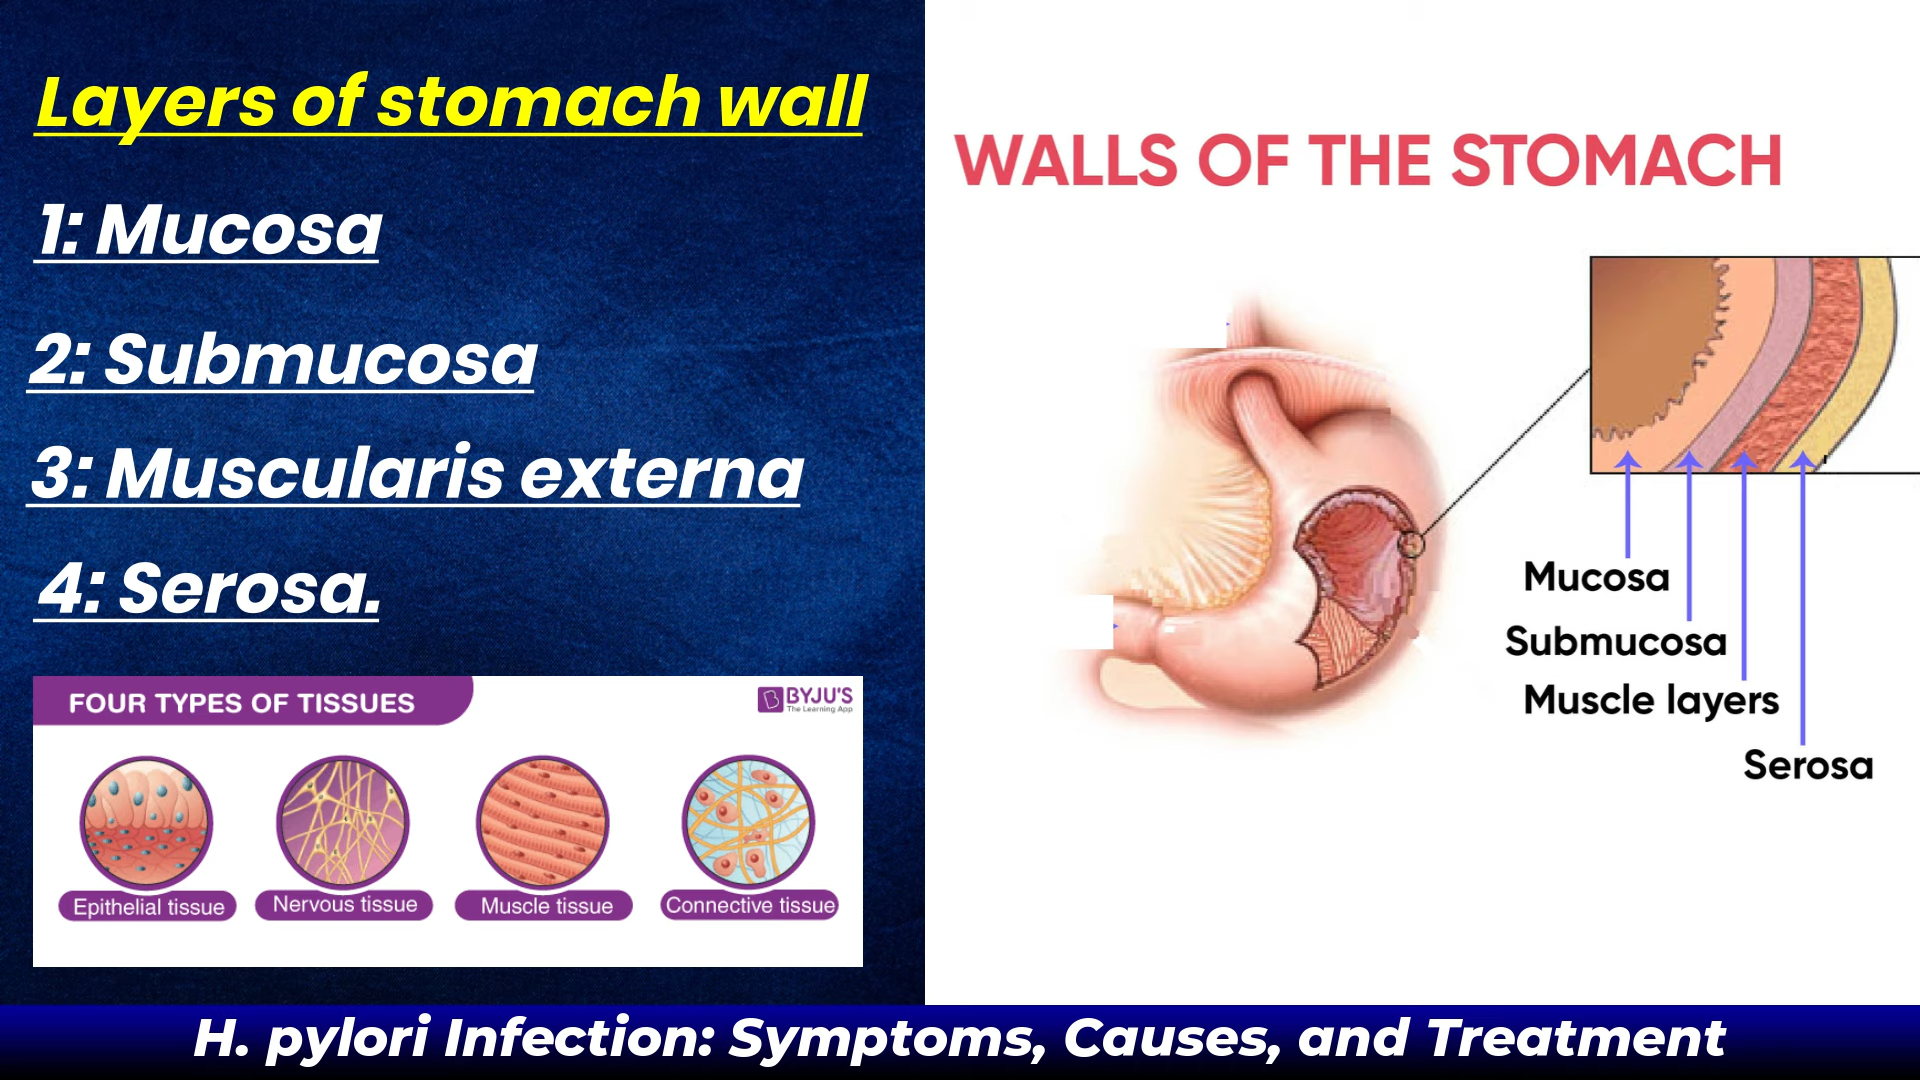 Layers of stomach wall
1: Mucosa
2: Submucosa
3: Muscularis externa
4: Serosa.
FOUR TYPES OF TISSUES
BYJU'S
The Learning App
Epithelial tissue
Nervous tissue
Muscle tissue
Connective tissue
WALLS OF THE STOMACH
Mucosa
Submucosa
Muscle layers
Serosa
H. pylori Infection: Symptoms, Causes, and Treatment